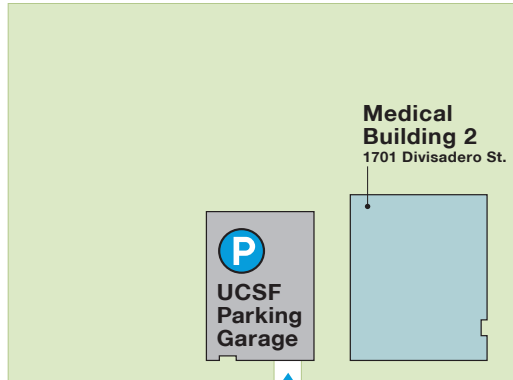 Medical
Building 2
1701 Divisadero St.
P
UCSF
Parking
Garage